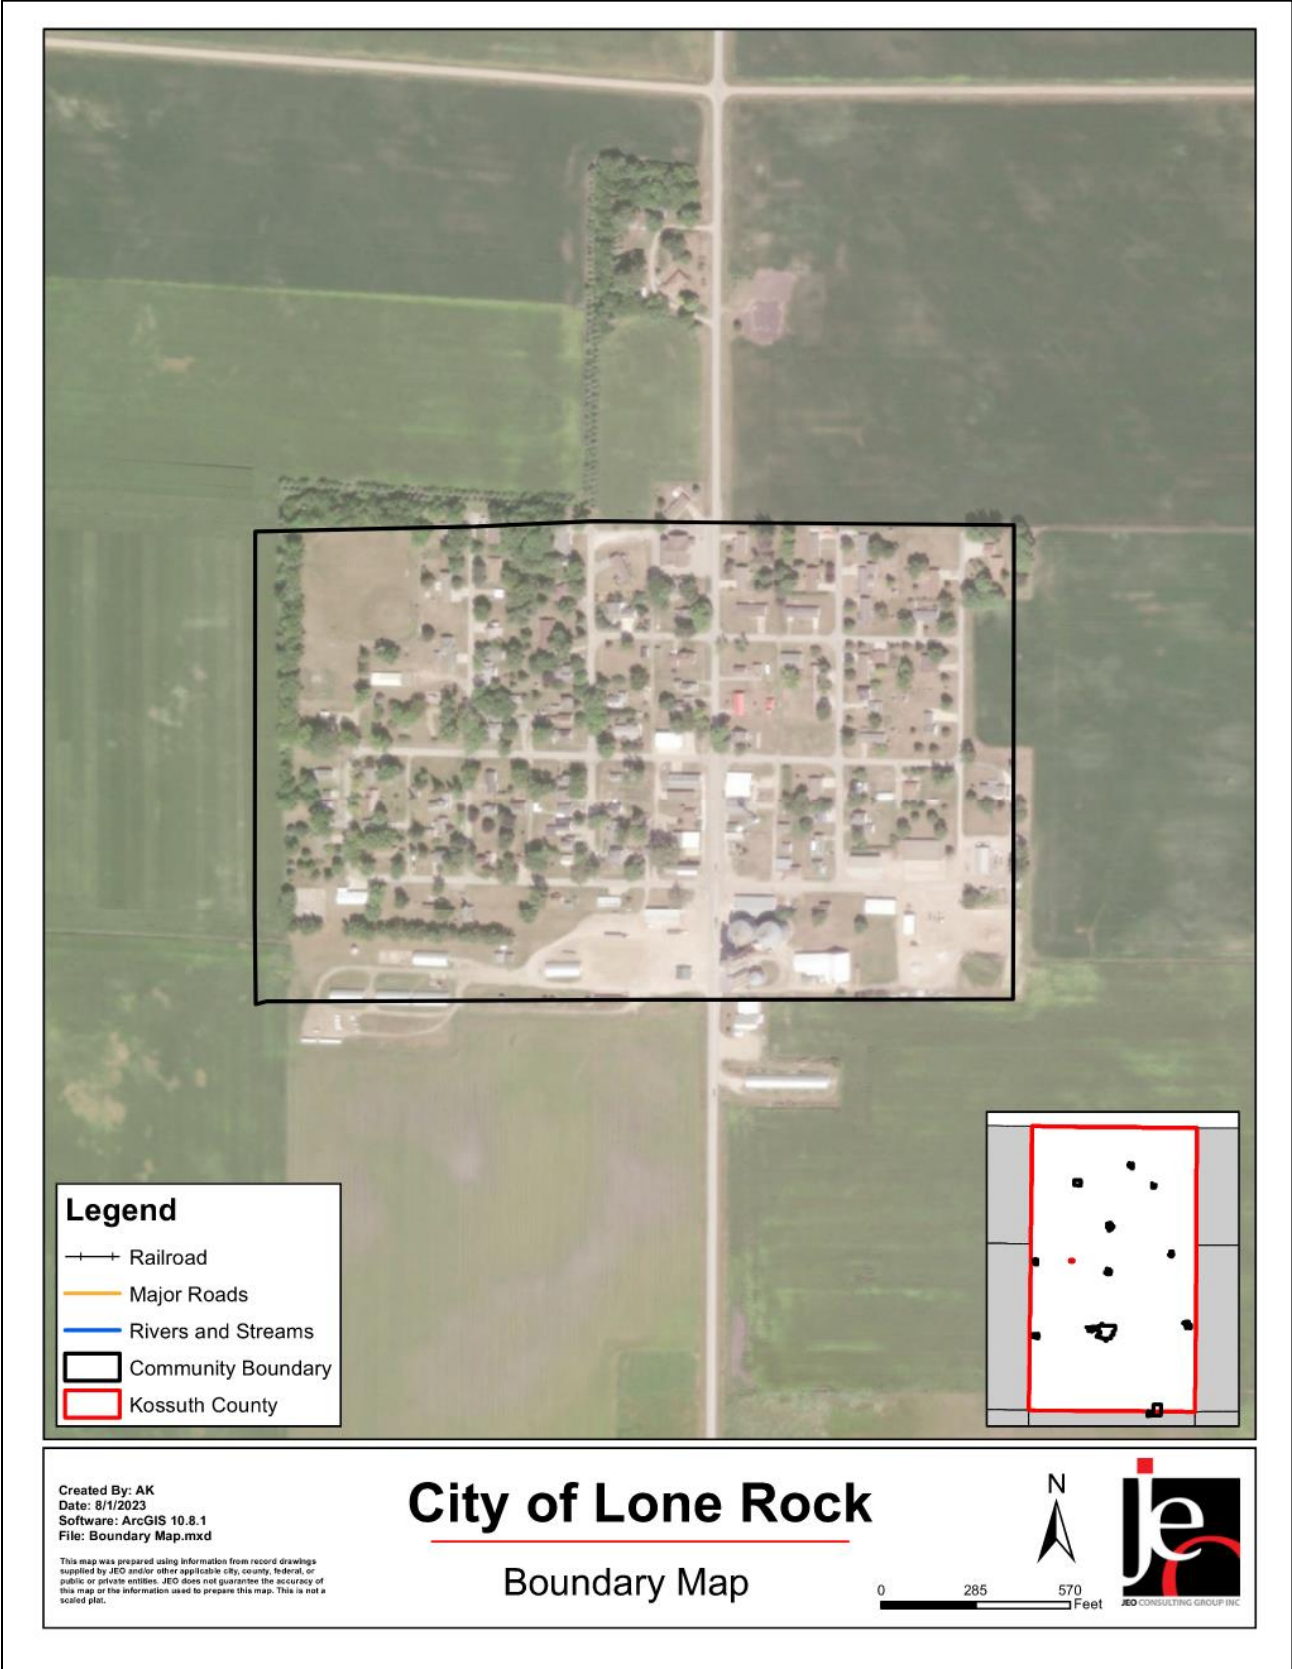 Legend
Railroad
Major Roads
Rivers and Streams
Community Boundary
Kossuth County
Created By: AK
Date: 8/1/2023
Software: ArcGIS 10.8.1
File: Boundary Map.mxd
This map was prepared using information from record drawings
supplied by JEO and/or other applicable city, county, federal, or
public or private entities. JEO does not guarantee the accuracy of
this map or the information used to prepare this map. This is not a
scaled plat.
City of Lone Rock
Boundary Map
N
0 285 570
Feet
jeo
JEO CONSULTING GROUP INC